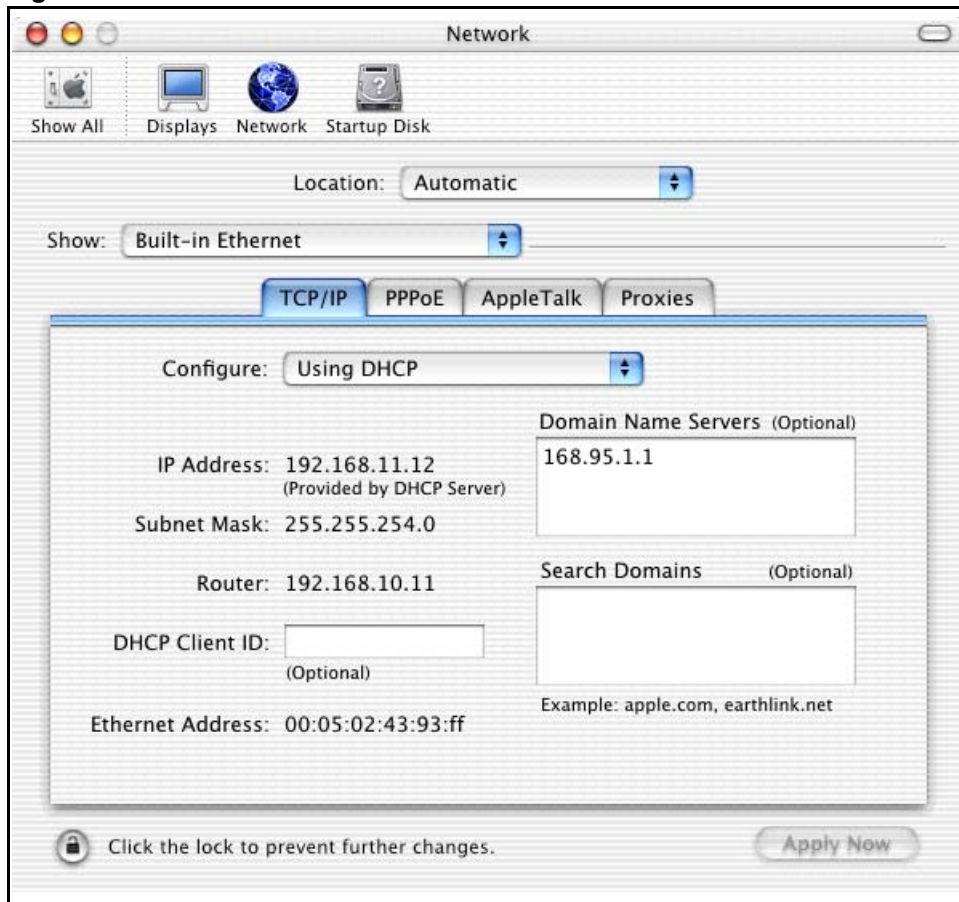 Network
Show All Displays Network Startup Disk
Location: Automatic
Show: Built-in Ethernet
TCP/IP PPPoE AppleTalk Proxies
Configure: Using DHCP
Domain Name Servers (Optional)
168.95.1.1
IP Address: 192.168.11.12
(Provided by DHCP Server)
Subnet Mask: 255.255.254.0
Router: 192.168.10.11
Search Domains (Optional)
DHCP Client ID:
(Optional)
Example: apple.com, earthlink.net
Ethernet Address: 00:05:02:43:93:ff
Click the lock to prevent further changes.
Apply Now